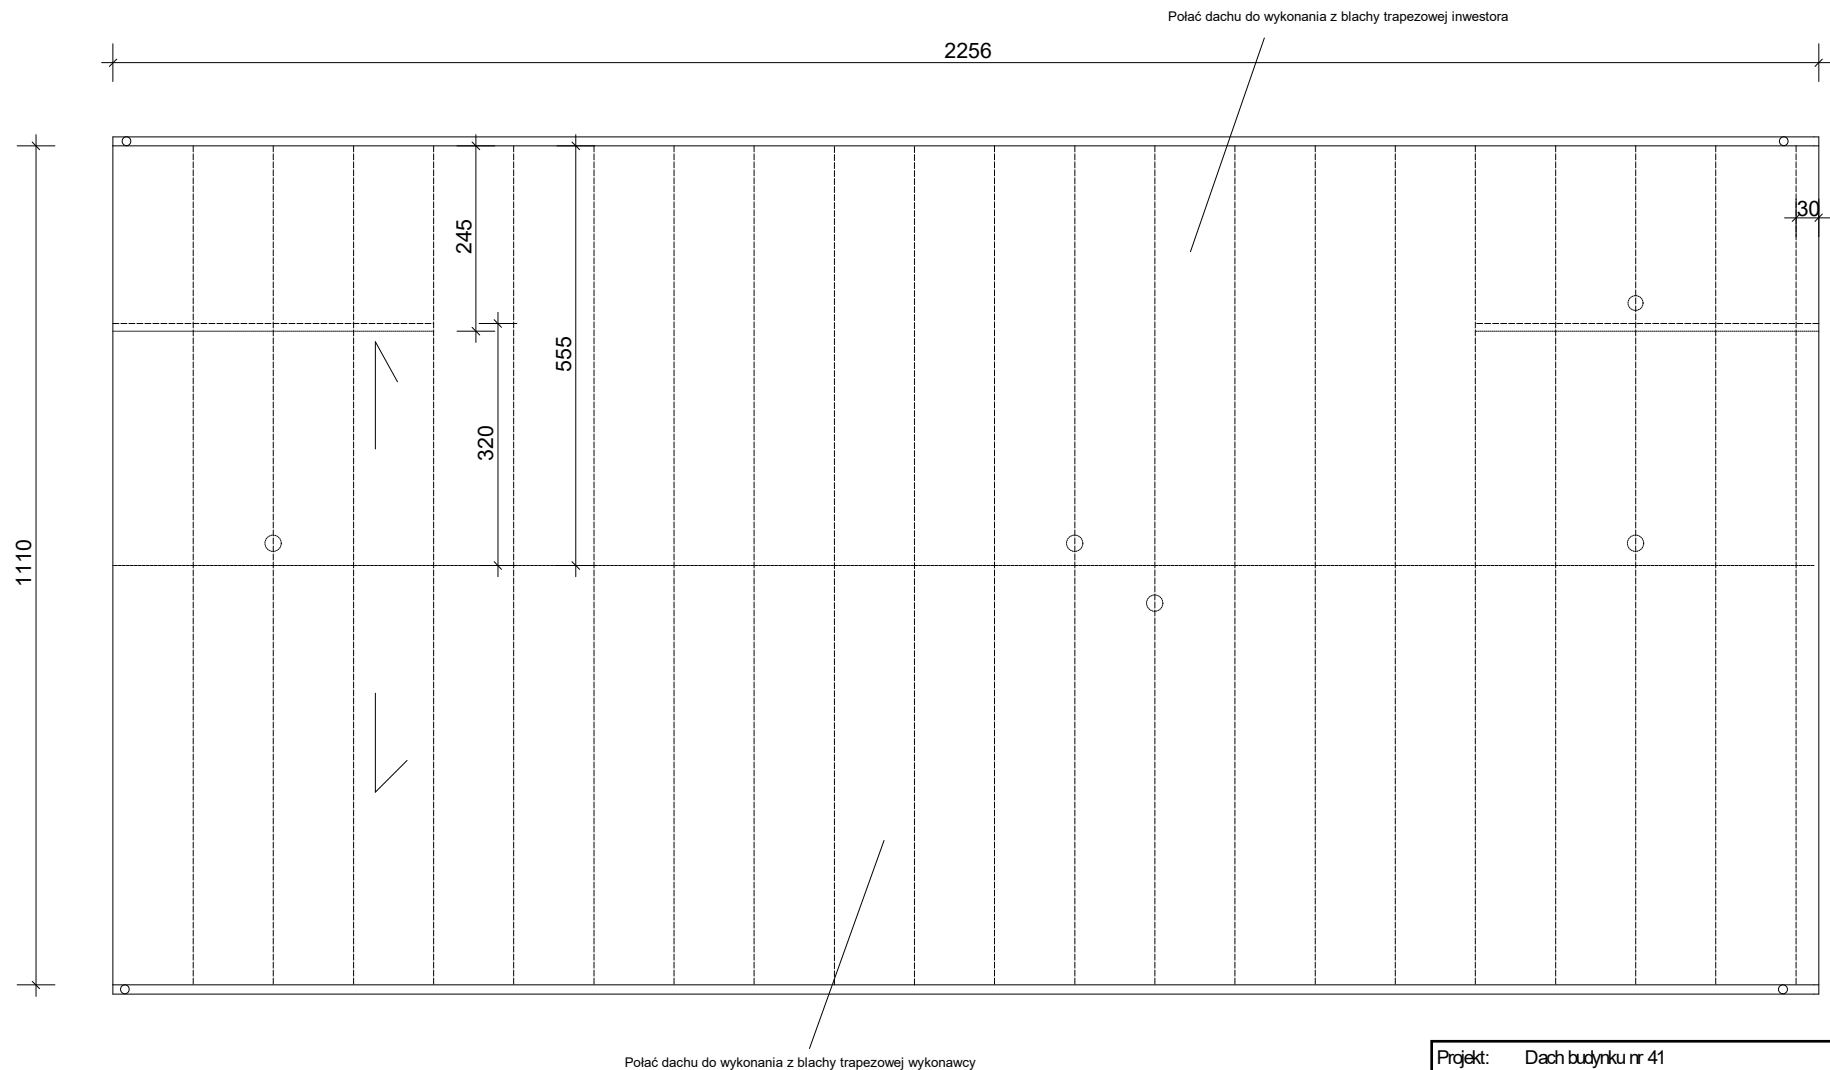 Połać dachu do wykonania z blachy trapezowej inwestora
2256
30
245
555
320
1110
Połać dachu do wykonania z blachy trapezowej wykonawcy
Projekt: Dach budynku nr 41